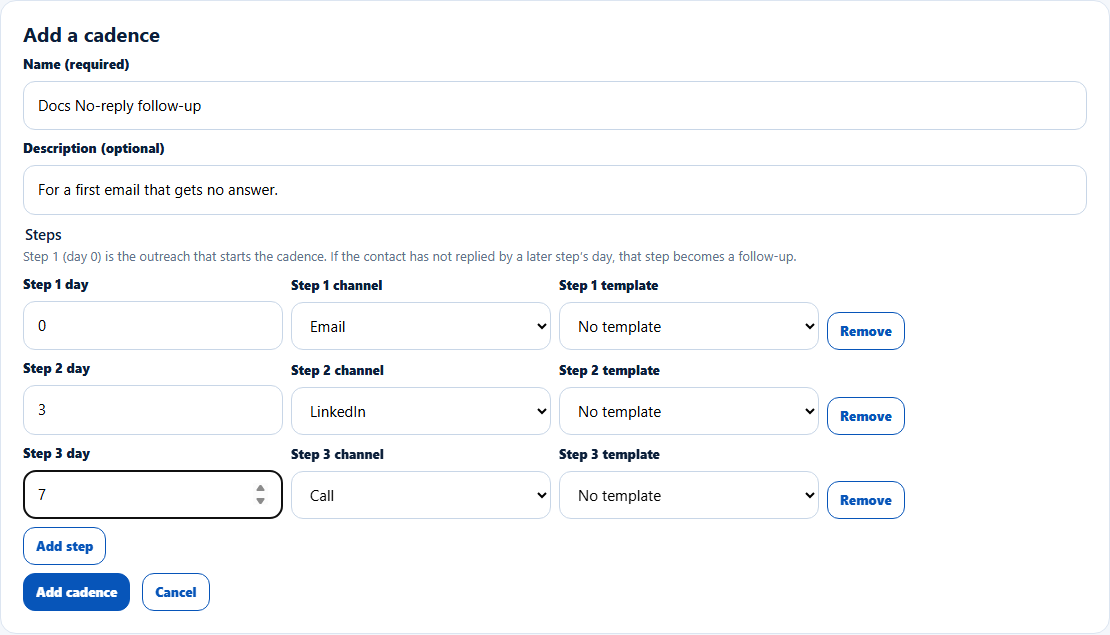 Add a cadence
Name (required)
Docs No-reply follow-up
Description (optional)
For a first email that gets no answer.
Steps
Step 1 (day 0) is the outreach that starts the cadence. If the contact has not replied by a later step's day, that step becomes a follow-up.
Step 1 day Step 1 channel Step 1 template
0 Email No template Remove
Step 2 day Step 2 channel Step 2 template
3 LinkedIn No template Remove
Step 3 day Step 3 channel Step 3 template
7 Call No template Remove
Add step
Add cadence Cancel